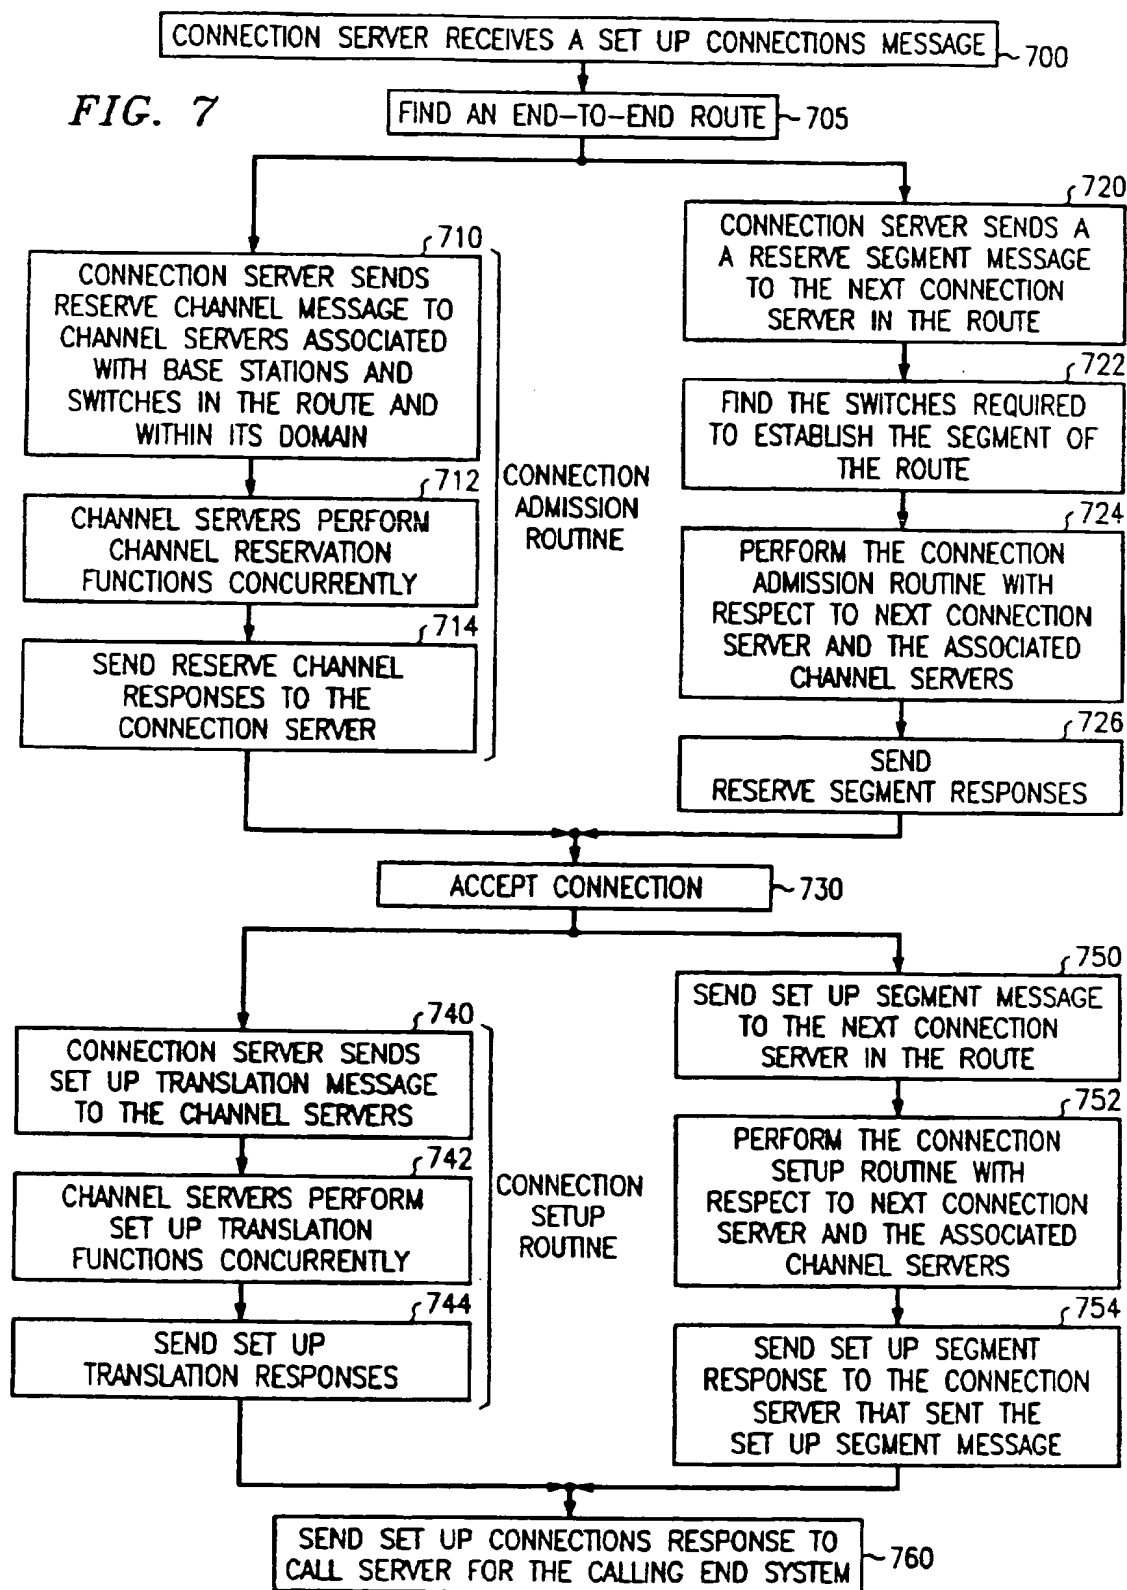 CONNECTION SERVER RECEIVES A SET UP CONNECTIONS MESSAGE
700
FIG. 7
FIND AN END-TO-END ROUTE
705
710
CONNECTION SERVER SENDS
RESERVE CHANNEL MESSAGE TO
CHANNEL SERVERS ASSOCIATED
WITH BASE STATIONS AND
SWITCHES IN THE ROUTE AND
WITHIN ITS DOMAIN
712
CHANNEL SERVERS PERFORM
CHANNEL RESERVATION
FUNCTIONS CONCURRENTLY
714
SEND RESERVE CHANNEL
RESPONSES TO THE
CONNECTION SERVER
CONNECTION
ADMISSION
ROUTINE
720
CONNECTION SERVER SENDS A
A RESERVE SEGMENT MESSAGE
TO THE NEXT CONNECTION
SERVER IN THE ROUTE
722
FIND THE SWITCHES REQUIRED
TO ESTABLISH THE SEGMENT OF
THE ROUTE
724
PERFORM THE CONNECTION
ADMISSION ROUTINE WITH
RESPECT TO NEXT CONNECTION
SERVER AND THE ASSOCIATED
CHANNEL SERVERS
726
SEND
RESERVE SEGMENT RESPONSES
ACCEPT CONNECTION
730
740
CONNECTION SERVER SENDS
SET UP TRANSLATION MESSAGE
TO THE CHANNEL SERVERS
742
CHANNEL SERVERS PERFORM
SET UP TRANSLATION
FUNCTIONS CONCURRENTLY
744
SEND SET UP
TRANSLATION RESPONSES
CONNECTION
SETUP
ROUTINE
750
SEND SET UP SEGMENT MESSAGE
TO THE NEXT CONNECTION
SERVER IN THE ROUTE
752
PERFORM THE CONNECTION
SETUP ROUTINE WITH
RESPECT TO NEXT CONNECTION
SERVER AND THE ASSOCIATED
CHANNEL SERVERS
754
SEND SET UP SEGMENT
RESPONSE TO THE CONNECTION
SERVER THAT SENT THE
SET UP SEGMENT MESSAGE
SEND SET UP CONNECTIONS RESPONSE TO
CALL SERVER FOR THE CALLING END SYSTEM
760